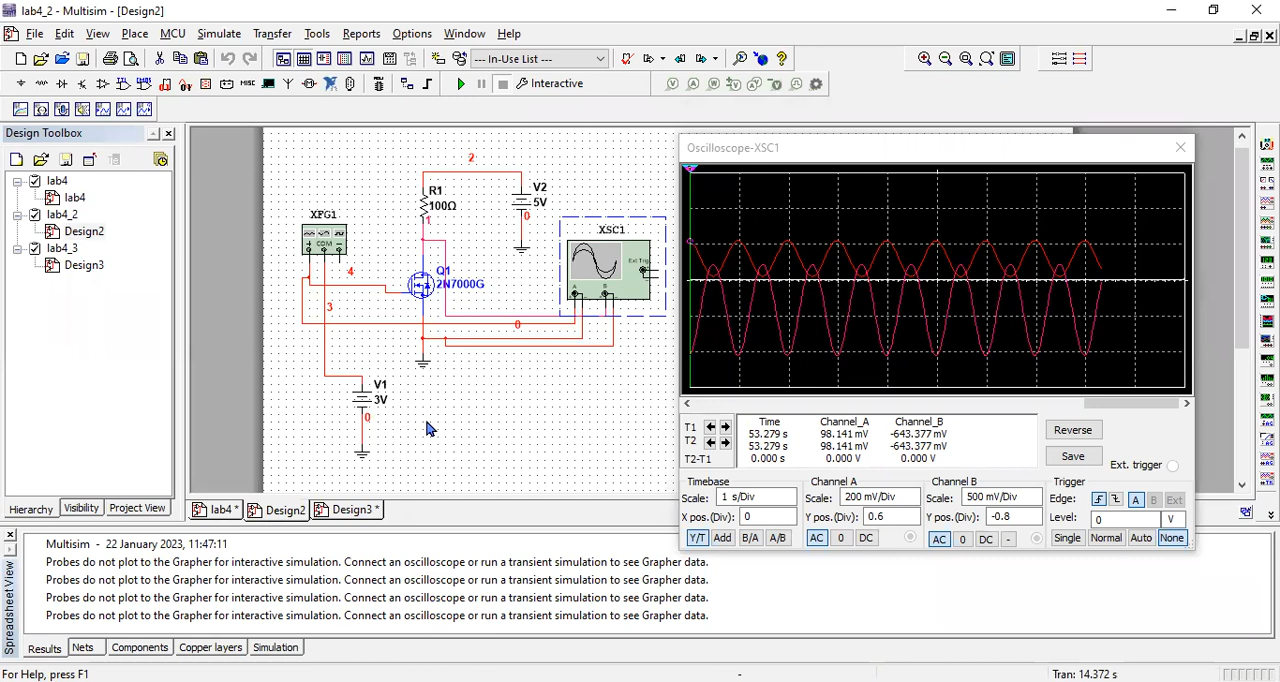 lab4_2 - Multisim - [Design2]
File Edit View Place MCU Simulate Transfer Tools Reports Options Window Help
--- In-Use List ---
MISC
Interactive
Design Toolbox
lab4
lab4
lab4_2
Design2
lab4_3
Design3
Hierarchy Visibility Project View
2
R1
100Ω
1
V2
5V
0
XFG1
COM
4
3
Q1
2N7000G
XSC1
Ext Trig
A B
0
V1
3V
0
Oscilloscope-XSC1
T1
T2
T2-T1
Time Channel_A Channel_B
53.279 s 98.141 mV -643.377 mV
53.279 s 98.141 mV -643.377 mV
0.000 s 0.000 V 0.000 V
Reverse
Save
Ext. trigger
Timebase
Scale: 1 s/Div
X pos.(Div): 0
Y/T Add B/A A/B
Channel A
Scale: 200 mV/Div
Y pos.(Div): 0.6
AC 0 DC
Channel B
Scale: 500 mV/Div
Y pos.(Div): -0.8
AC 0 DC -
Trigger
Edge: A B Ext
Level: 0 V
Single Normal Auto None
lab4 * Design2 Design3 *
Spreadsheet View
Multisim - 22 January 2023, 11:47:11
Probes do not plot to the Grapher for interactive simulation. Connect an oscilloscope or run a transient simulation to see Grapher data.
Probes do not plot to the Grapher for interactive simulation. Connect an oscilloscope or run a transient simulation to see Grapher data.
Probes do not plot to the Grapher for interactive simulation. Connect an oscilloscope or run a transient simulation to see Grapher data.
Probes do not plot to the Grapher for interactive simulation. Connect an oscilloscope or run a transient simulation to see Grapher data.
Results Nets Components Copper layers Simulation
For Help, press F1
-
Tran: 14.372 s